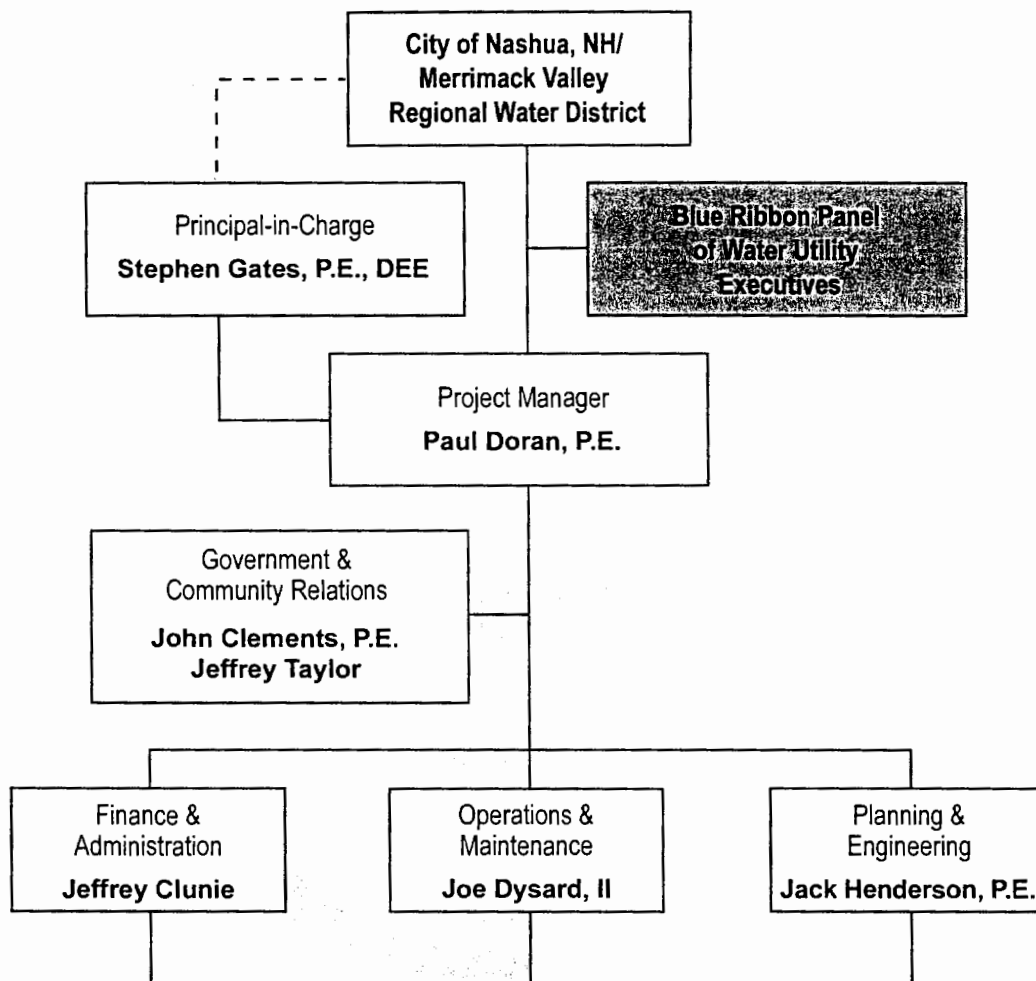 City of Nashua, NH/
Merrimack Valley
Regional Water District
Principal-in-Charge
Stephen Gates, P.E., DEE
Blue Ribbon Panel
of Water Utility
Executives
Project Manager
Paul Doran, P.E.
Government &
Community Relations
John Clements, P.E.
Jeffrey Taylor
Finance &
Administration
Jeffrey Clunie
Operations &
Maintenance
Joe Dysard, II
Planning &
Engineering
Jack Henderson, P.E.